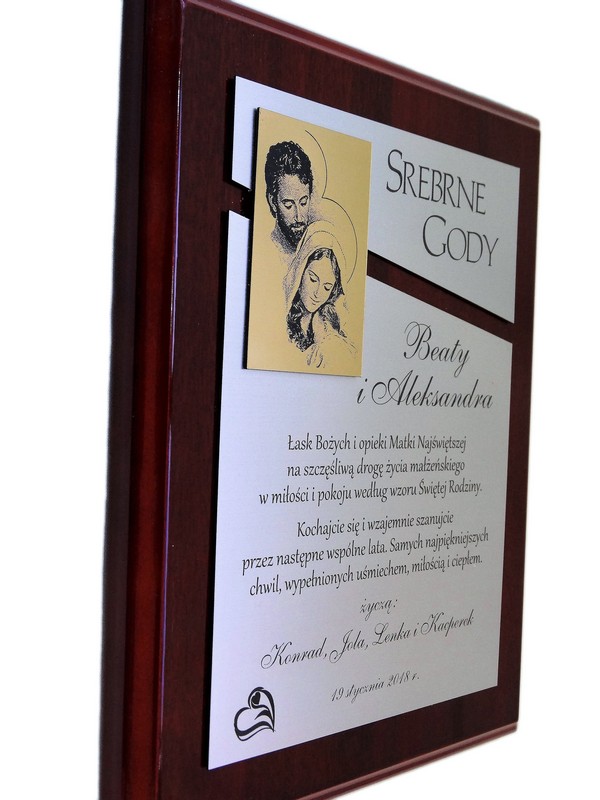 SREBRNE
GODY
Beaty
i Aleksandra
Łask Bożych i opieki Matki Najświętszej
na szczęśliwą drogę życia małżeńskiego
w miłości i pokoju według wzoru Świętej Rodziny.
Kochajcie się i wzajemnie szanujcie
przez następne wspólne lata. Samych najpiękniejszych
chwil, wypełnionych uśmiechem, miłością i ciepłem.
życzą:
Konrad, Jola, Lenka i Kacperek
19 stycznia 2018 r.